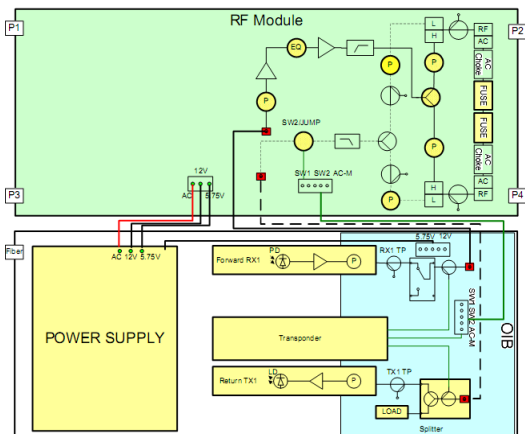 RF Module
P1
P2
L
H
RF
AC
EQ
P
P
P
AC
Choke
FUSE
P
SW2/JUMP
FUSE
P
AC
Choke
12V
SW1 SW2 AC-M
P
AC
5.75V
H
L
AC
RF
P3
P
P4
Fiber
AC 12V 5.75V
5.75V 12V
PD
RX1 TP
Forward RX1
P
SW1 SW2 AC-M
OIB
POWER SUPPLY
Transponder
LD
TX1 TP
Return TX1
P
LOAD
Splitter